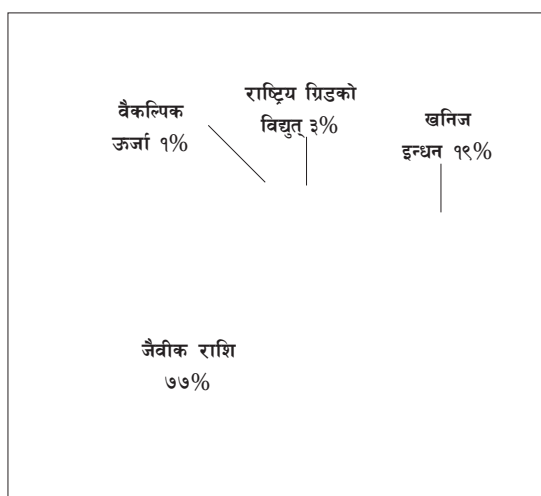 वैकल्पिक
ऊर्जा १%
राष्ट्रिय ग्रिडको
विद्युत् ३%
खनिज
इन्धन १९%
जैवीक राशि
७७%